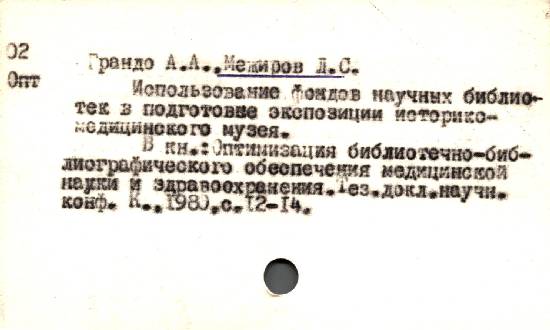 02
Опт
Грандо А.А., Межиров Л.С.
Использование фондов научных библио-
тек в подготовке экспозиции историко-
медицинского музея.
В кн.:Оптимизация библиотечно-биб-
лиографического обеспечения медицинской
науки и здравоохранения.Тез.докл.научн.
конф. К.,1980,с.12-14.